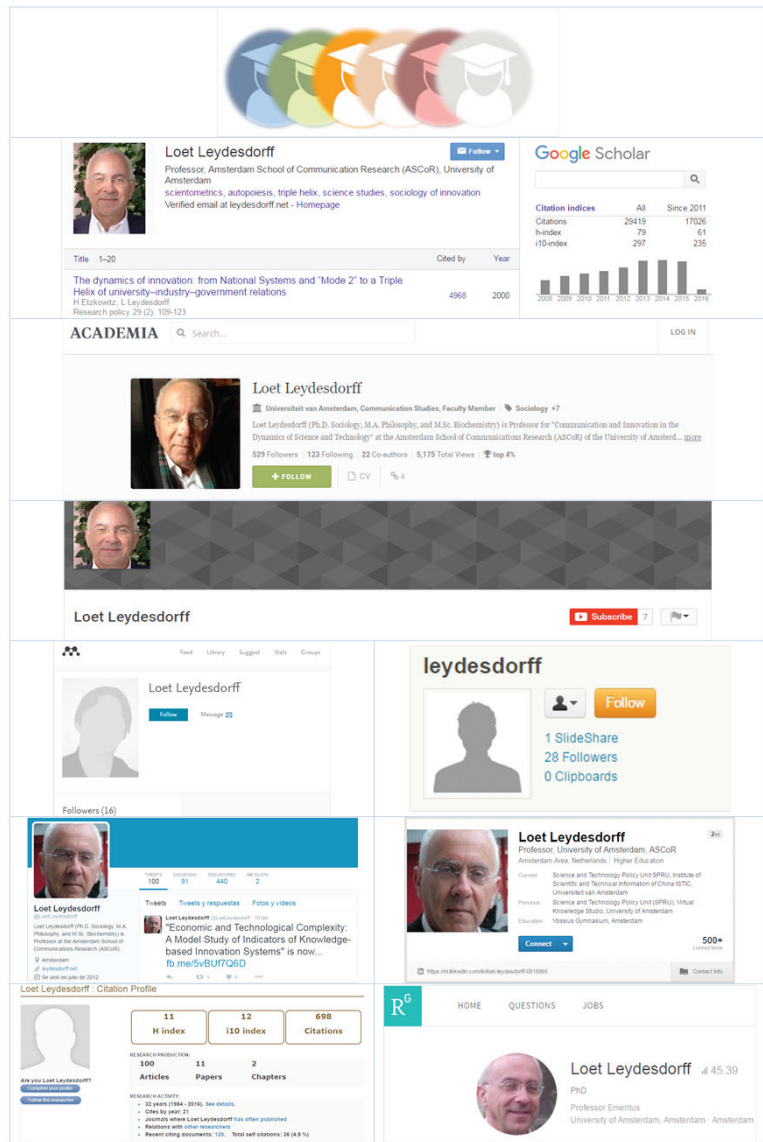 Loet Leydesdorff
Follow
Professor, Amsterdam School of Communication Research (ASCoR), University of
Amsterdam
scientometrics, autopoiesis, triple helix, science studies, sociology of innovation
Verified email at leydesdorff.net - Homepage
Title 1–20 Cited by Year
The dynamics of innovation: from National Systems and "Mode 2" to a Triple
Helix of university–industry–government relations
H Etzkowitz, L Leydesdorff
Research policy 29 (2), 109-123
4968 2000
Google Scholar
Citation indices All Since 2011
Citations 29419 17026
h-index 79 61
i10-index 297 235
2008 2009 2010 2011 2012 2013 2014 2015 2016
ACADEMIA Search... LOG IN
Loet Leydesdorff
Universiteit van Amsterdam, Communication Studies, Faculty Member Sociology +7
Loet Leydesdorff (Ph.D. Sociology, M.A. Philosophy, and M.Sc. Biochemistry) is Professor for "Communication and Innovation in the
Dynamics of Science and Technology" at the Amsterdam School of Communications Research (ASCoR) of the University of Amsterd... more
529 Followers | 123 Following | 22 Co-authors | 5,175 Total Views | top 4%
+ FOLLOW CV 4
Loet Leydesdorff
Subscribe 7
Feed Library Suggest Stats Groups
Loet Leydesdorff
Follow Message
Followers (16)
leydesdorff
Follow
1 SlideShare
28 Followers
0 Clipboards
TWEETS SIGUIENDO SEGUIDORES ME GUSTA
100 91 440 2
Loet Leydesdorff
@LoetLeydesdorff
Loet Leydesdorff (Ph.D. Sociology, M.A.
Philosophy, and M.Sc. Biochemistry) is
Professor at the Amsterdam School of
Communications Research (ASCoR).
Amsterdam
leydesdorff.net
Se unió en julio de 2012
Tweets Tweets y respuestas Fotos y vídeos
Loet Leydesdorff @LoetLeydesdorff
"Economic and Technological Complexity:
A Model Study of Indicators of Knowledge-
based Innovation Systems" is now...
fb.me/5vBUf7Q6D
Loet Leydesdorff
2nd
Professor, University of Amsterdam, ASCoR
Amsterdam Area, Netherlands | Higher Education
Current Science and Technology Policy Unit SPRU, Institute of
Scientific and Technical Information of China ISTIC,
Universiteit van Amsterdam
Previous Science and Technology Policy Unit (SPRU), Virtual
Knowledge Studio, University of Amsterdam
Education Vossius Gymnasium, Amsterdam
Connect
500+
connections
Contact Info
Loet Leydesdorff : Citation Profile
11 12 698
H index i10 index Citations
RESEARCH PRODUCTION:
100 11 2
Articles Papers Chapters
Are you Loet Leydesdorff?
Complete your profile
Follow this researcher
RESEARCH ACTIVITY:
32 years (1984 - 2016). See details.
Cites by year: 21
Journals where Loet Leydesdorff has often published
Relations with other researchers
Recent citing documents: 120. Total self citations: 36 (4.9 %)
RG HOME QUESTIONS JOBS
Loet Leydesdorff 45.39
PhD
Professor Emeritus
University of Amsterdam, Amsterdam · Amsterdam